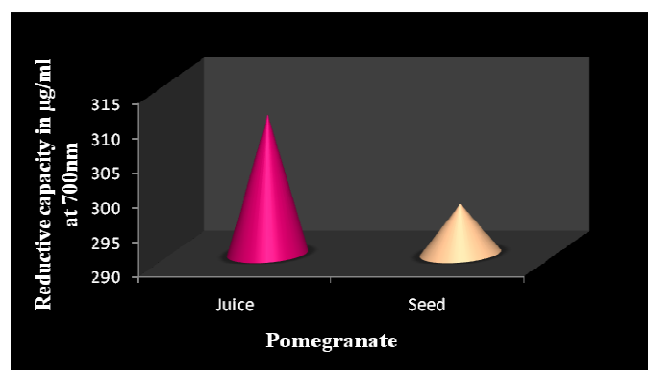 Reductive capacity in µg/ml
at 700nm
315
310
305
300
295
290
Juice
Seed
Pomegranate